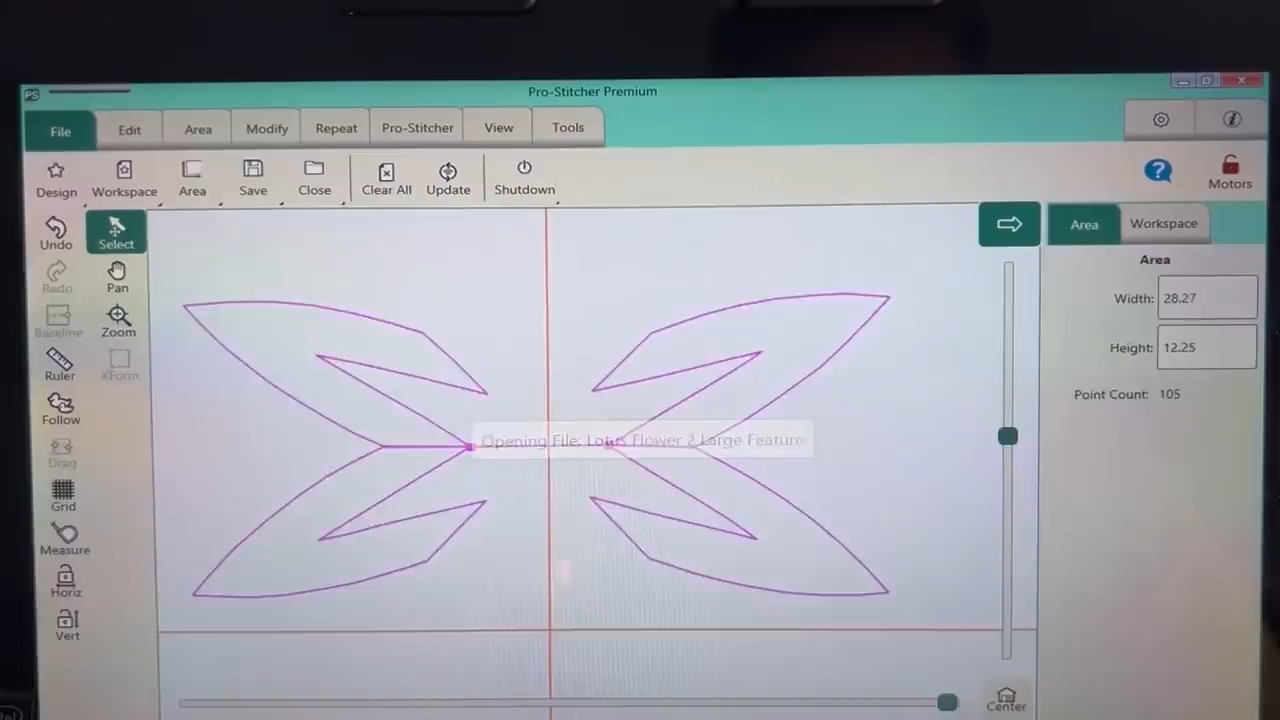 PS
Pro-Stitcher Premium
File Edit Area Modify Repeat Pro-Stitcher View Tools
Design Workspace Area Save Close Clear All Update Shutdown Motors
Undo Select
Area Workspace
Redo Pan
Area
Width: 28.27
Baseline Zoom
Height: 12.25
Ruler XForm
Point Count: 105
Follow
Opening File: Lotus Flower 2 Large Feature
Drag
Grid
Measure
Horiz
Vert
Center